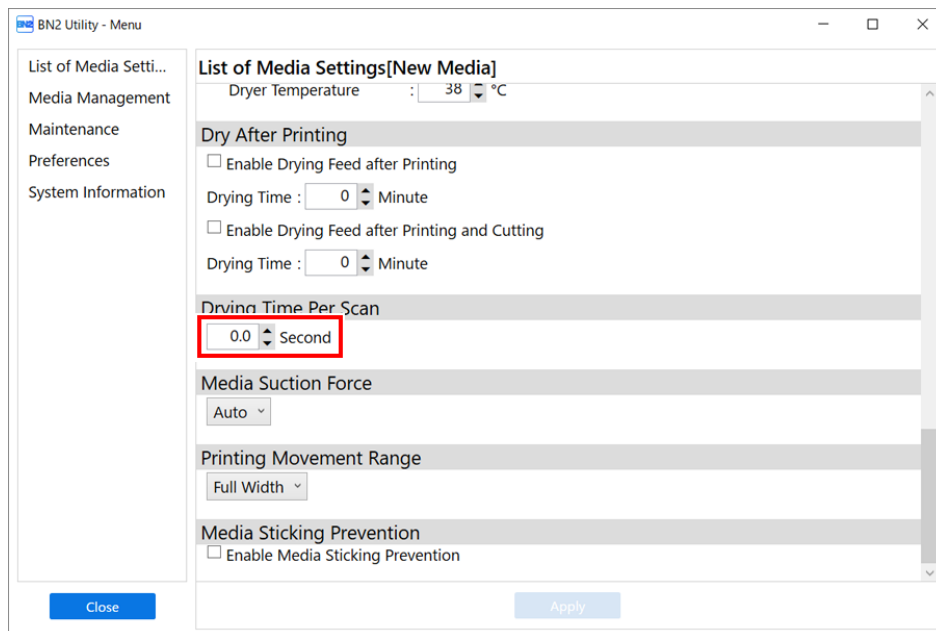 BN2 BN2 Utility - Menu
List of Media Setti...
Media Management
Maintenance
Preferences
System Information
List of Media Settings[New Media]
Dryer Temperature : 38 °C
Dry After Printing
Enable Drying Feed after Printing
Drying Time : 0 Minute
Enable Drying Feed after Printing and Cutting
Drying Time : 0 Minute
Drying Time Per Scan
0.0 Second
Media Suction Force
Auto
Printing Movement Range
Full Width
Media Sticking Prevention
Enable Media Sticking Prevention
Close
Apply